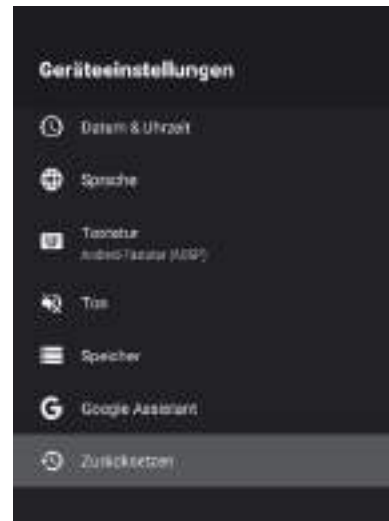 Geräteeinstellungen
Datum & Uhrzeit
Sprache
Tastatur
Android-Tastatur (AOSP)
Ton
Speicher
Google Assistant
Zurücksetzen